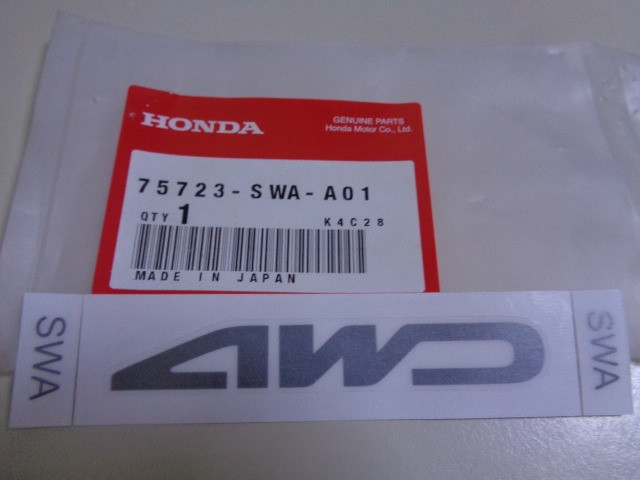 HONDA
GENUINE PARTS
Honda Motor Co., Ltd.
75723-SWA-A01
QTY 1
K4C28
MADE IN JAPAN
SWA
4WD
SWA